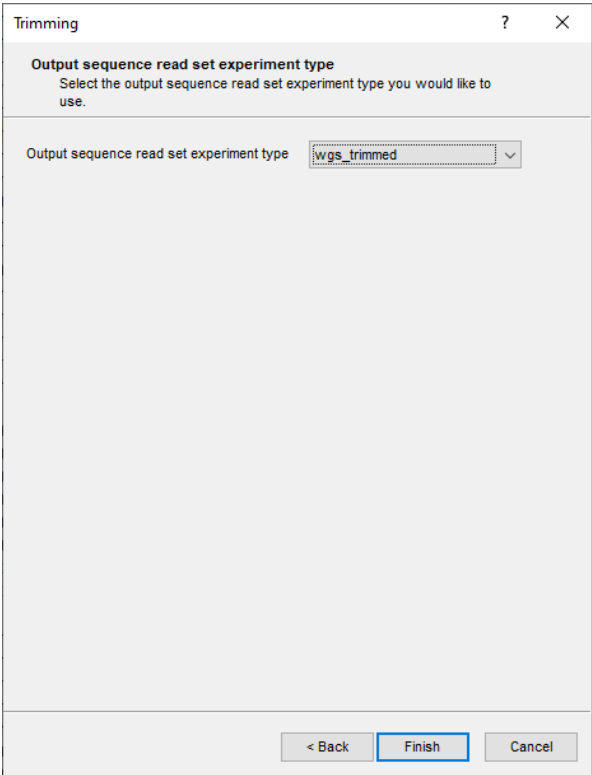 Trimming ?
Output sequence read set experiment type
Select the output sequence read set experiment type you would like to
use.
Output sequence read set experiment type wgs_trimmed
< Back Finish Cancel